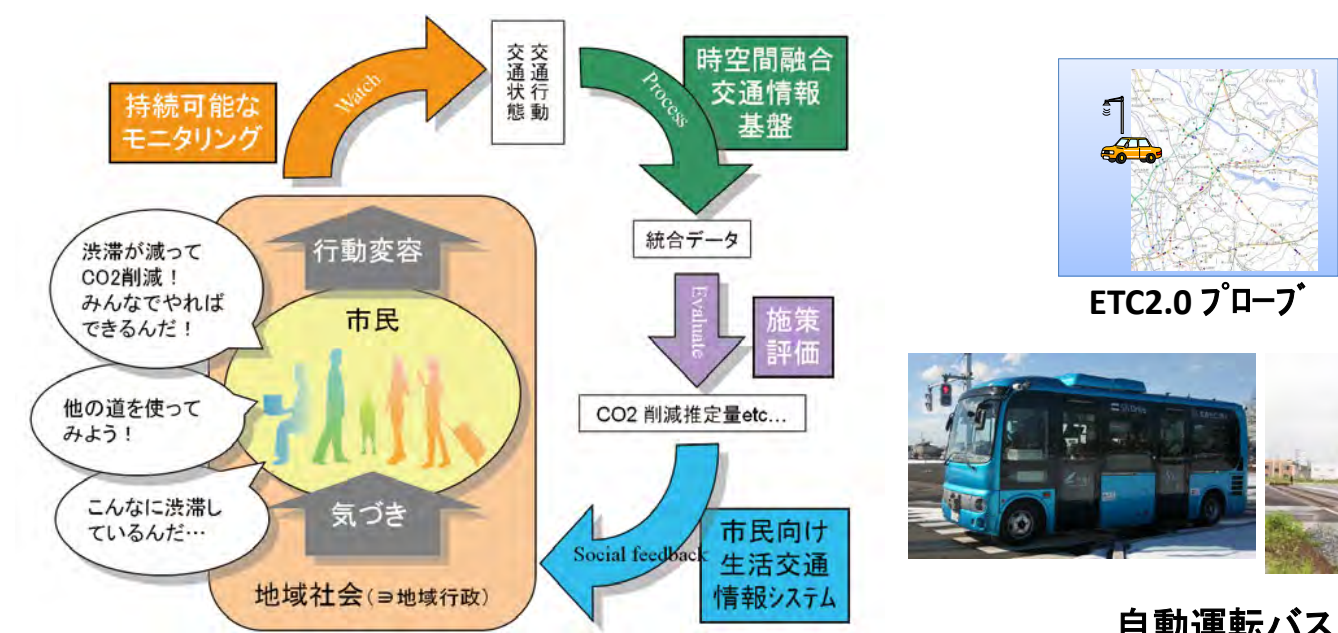 持続可能な
モニタリング
Watch
交通行動
交通状態
Process
時空間融合
交通情報
基盤
統合データ
Evaluate
施策
評価
CO2 削減推定量etc…
Social feedback
市民向け
生活交通
情報システム
行動変容
市民
気づき
地域社会(∋地域行政)
渋滞が減って
CO2削減!
みんなでやれば
できるんだ!
他の道を使って
みよう!
こんなに渋滞し
ているんだ…
ETC2.0 プローブ
自動運転バス